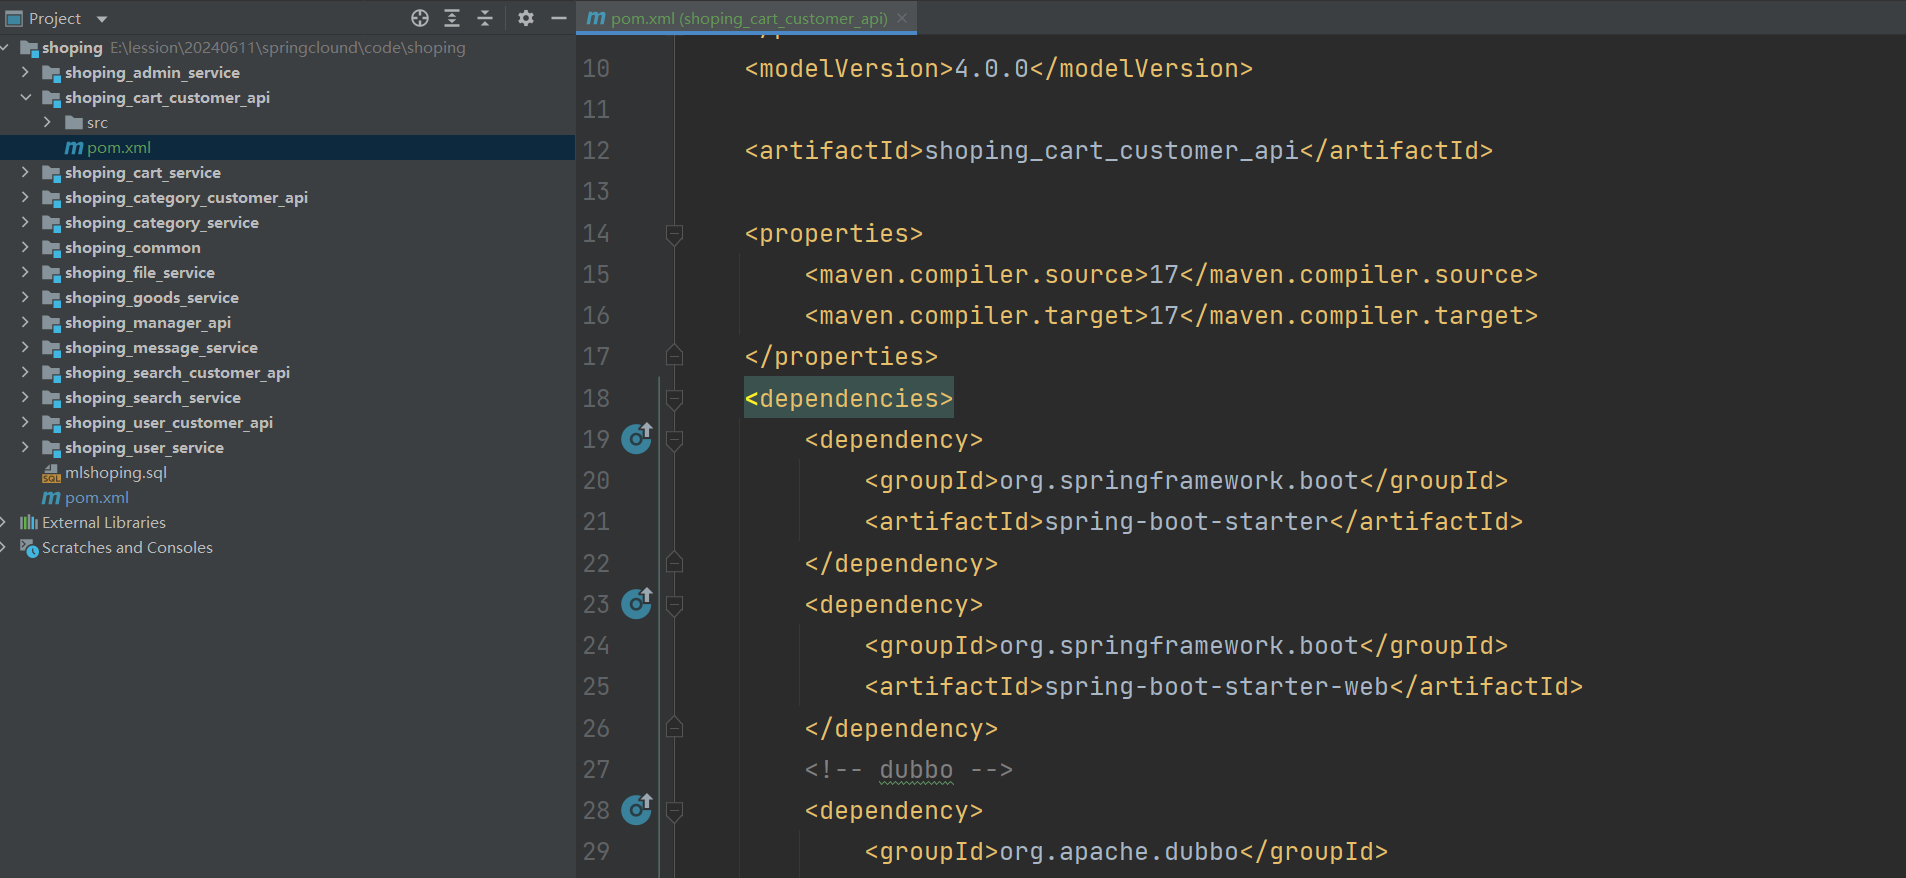 Project
shoping E:\lession\20240611\springclound\code\shoping
shoping_admin_service
shoping_cart_customer_api
src
pom.xml
shoping_cart_service
shoping_category_customer_api
shoping_category_service
shoping_common
shoping_file_service
shoping_goods_service
shoping_manager_api
shoping_message_service
shoping_search_customer_api
shoping_search_service
shoping_user_customer_api
shoping_user_service
mlshoping.sql
pom.xml
External Libraries
Scratches and Consoles
pom.xml (shoping_cart_customer_api)
10 <modelVersion>4.0.0</modelVersion>
11
12 <artifactId>shoping_cart_customer_api</artifactId>
13
14 <properties>
15 <maven.compiler.source>17</maven.compiler.source>
16 <maven.compiler.target>17</maven.compiler.target>
17 </properties>
18 <dependencies>
19 <dependency>
20 <groupId>org.springframework.boot</groupId>
21 <artifactId>spring-boot-starter</artifactId>
22 </dependency>
23 <dependency>
24 <groupId>org.springframework.boot</groupId>
25 <artifactId>spring-boot-starter-web</artifactId>
26 </dependency>
27 <!-- dubbo -->
28 <dependency>
29 <groupId>org.apache.dubbo</groupId>